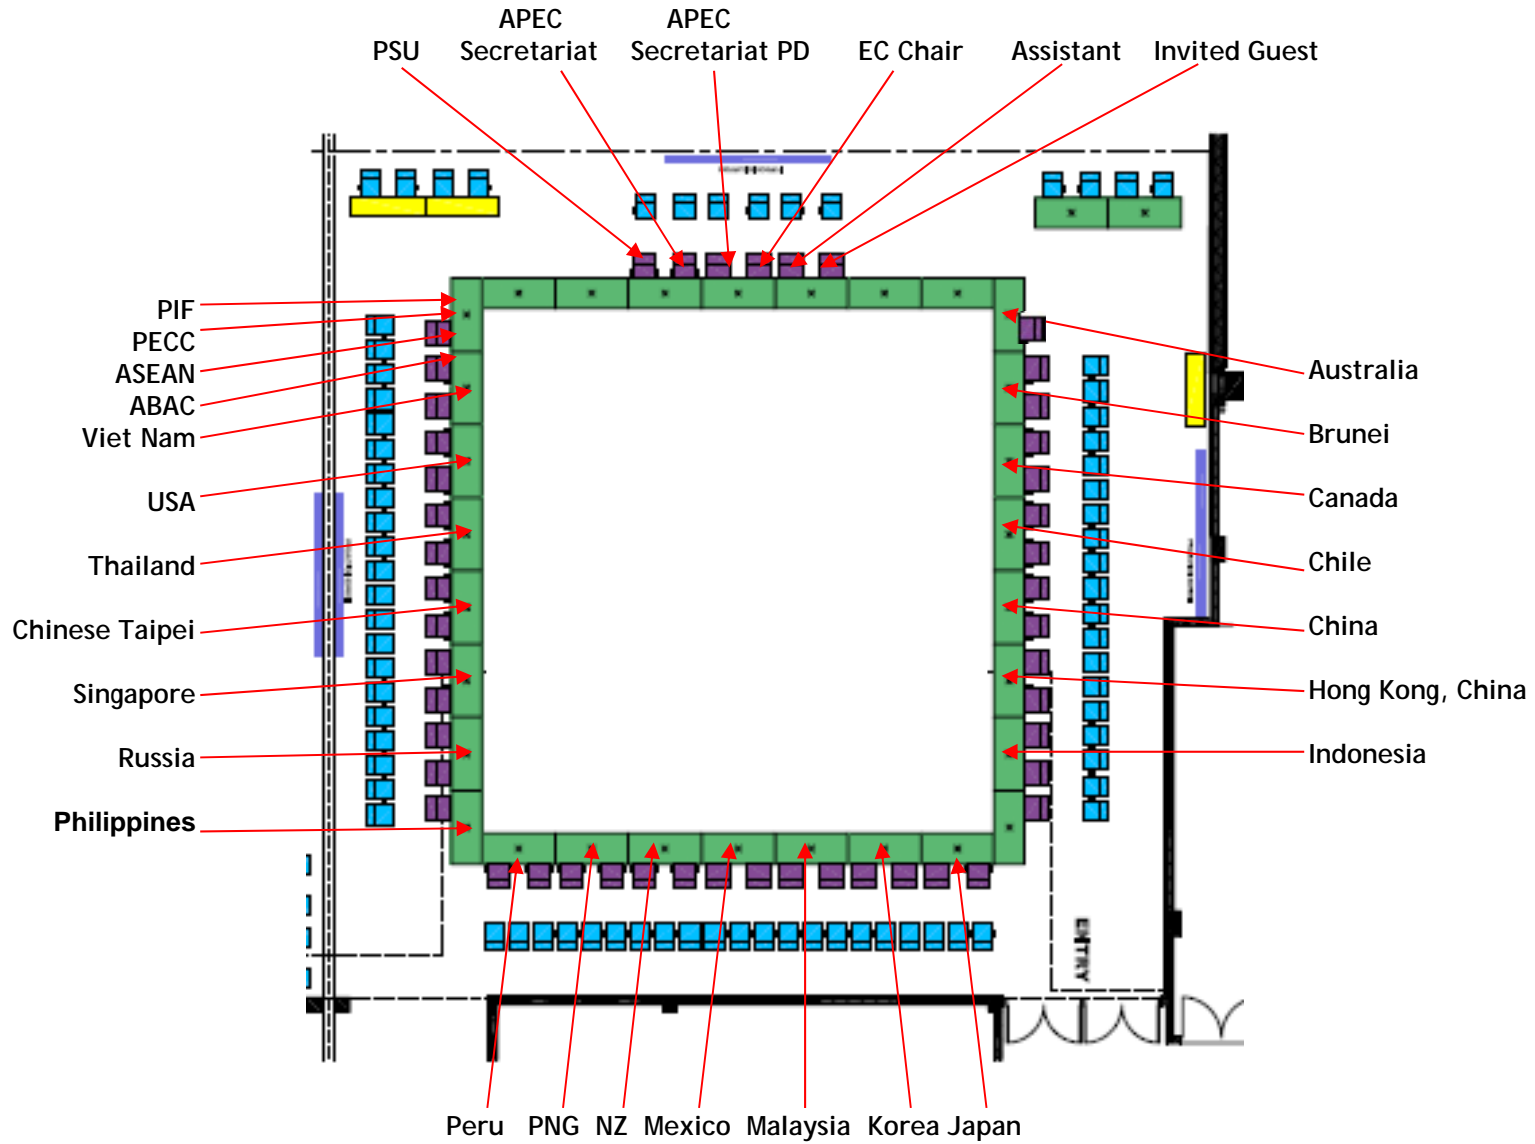 APEC
APEC
PSU
Secretariat
Secretariat PD
EC Chair
Assistant
Invited Guest
PIF
PECC
ASEAN
ABAC
Viet Nam
USA
Thailand
Chinese Taipei
Singapore
Russia
Philippines
Australia
Brunei
Canada
Chile
China
Hong Kong, China
Indonesia
ENTRY
Peru
PNG
NZ
Mexico
Malaysia
Korea
Japan